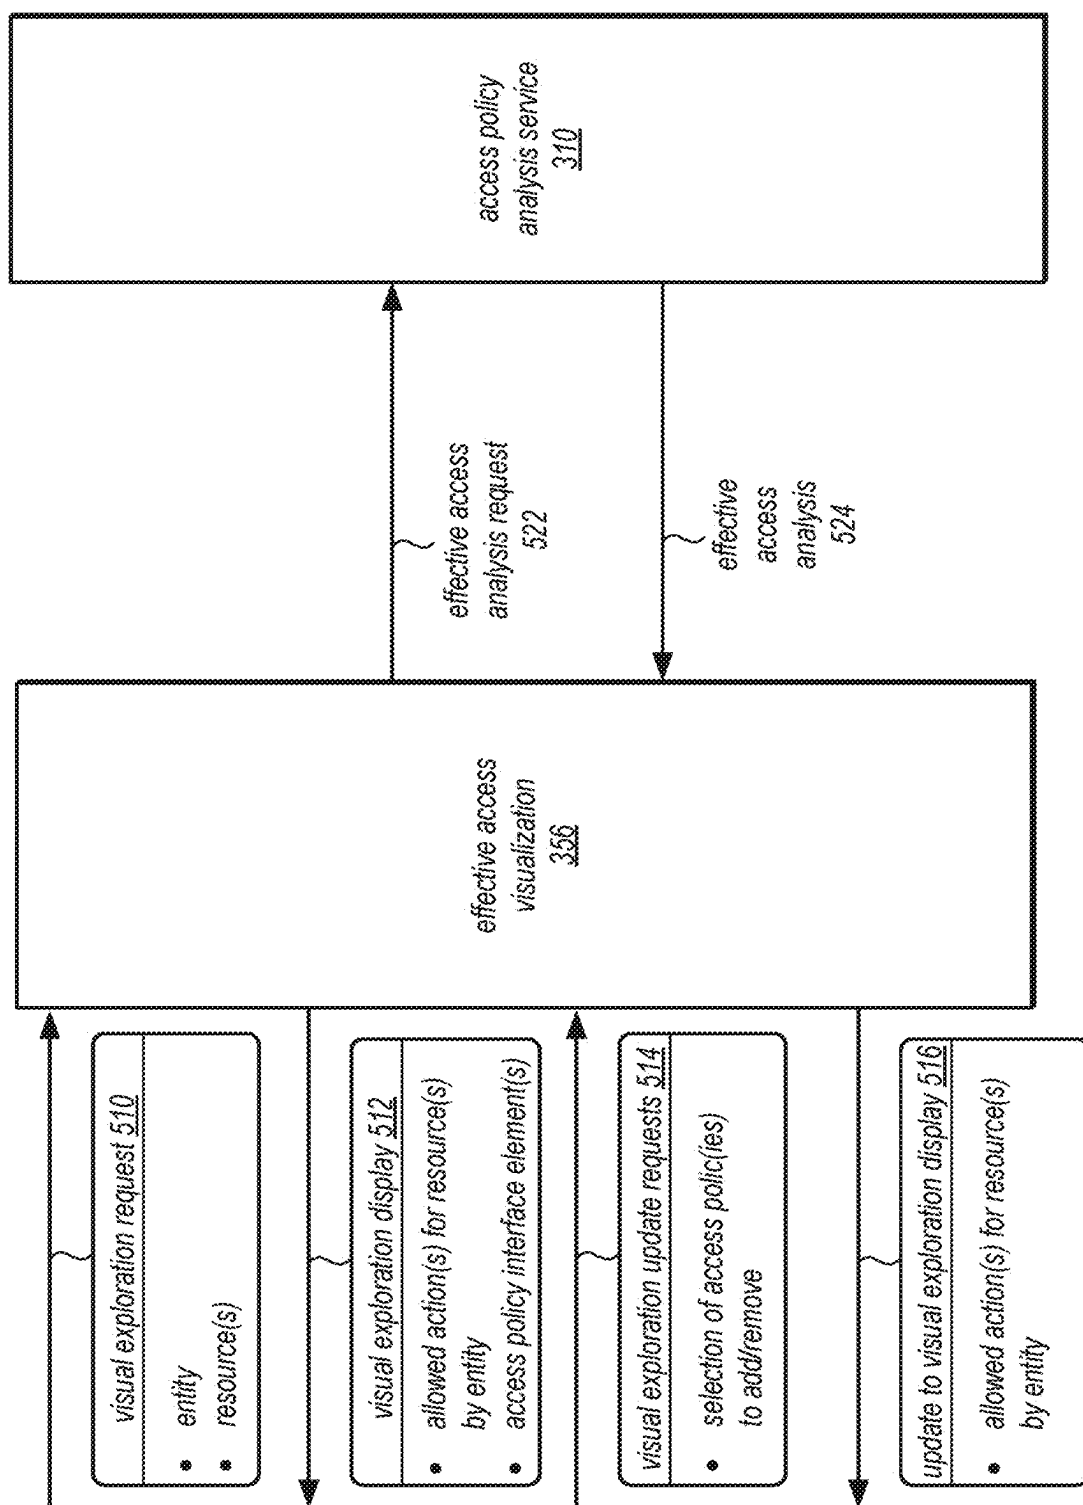 visual exploration request 510
● entity
● resource(s)
visual exploration display 512
● allowed action(s) for resource(s)
by entity
● access policy interface element(s)
visual exploration update requests 514
● selection of access polic(ies)
to add/remove
update to visual exploration display 516
● allowed action(s) for resource(s)
by entity
effective access
visualization
356
effective access
analysis request
522
effective
access
analysis
524
access policy
analysis service
310